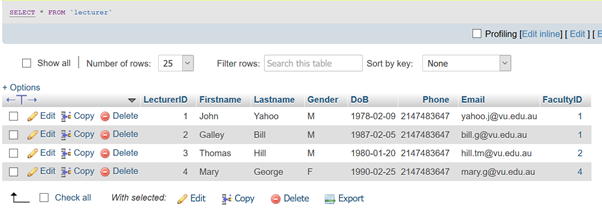 SELECT * FROM `lecturer`
Profiling [Edit inline] [ Edit ] [ E
Show all | Number of rows: 25 Filter rows: Search this table Sort by key: None
+ Options
←T→ LecturerID Firstname Lastname Gender DoB Phone Email FacultyID
Edit Copy Delete 1 John Yahoo M 1978-02-09 2147483647 yahoo.j@vu.edu.au 1
Edit Copy Delete 2 Galley Bill M 1987-02-05 2147483647 bill.g@vu.edu.au 1
Edit Copy Delete 3 Thomas Hill M 1980-01-20 2147483647 hill.tm@vu.edu.au 2
Edit Copy Delete 4 Mary George F 1990-02-25 2147483647 mary.g@vu.edu.au 4
Check all With selected: Edit Copy Delete Export